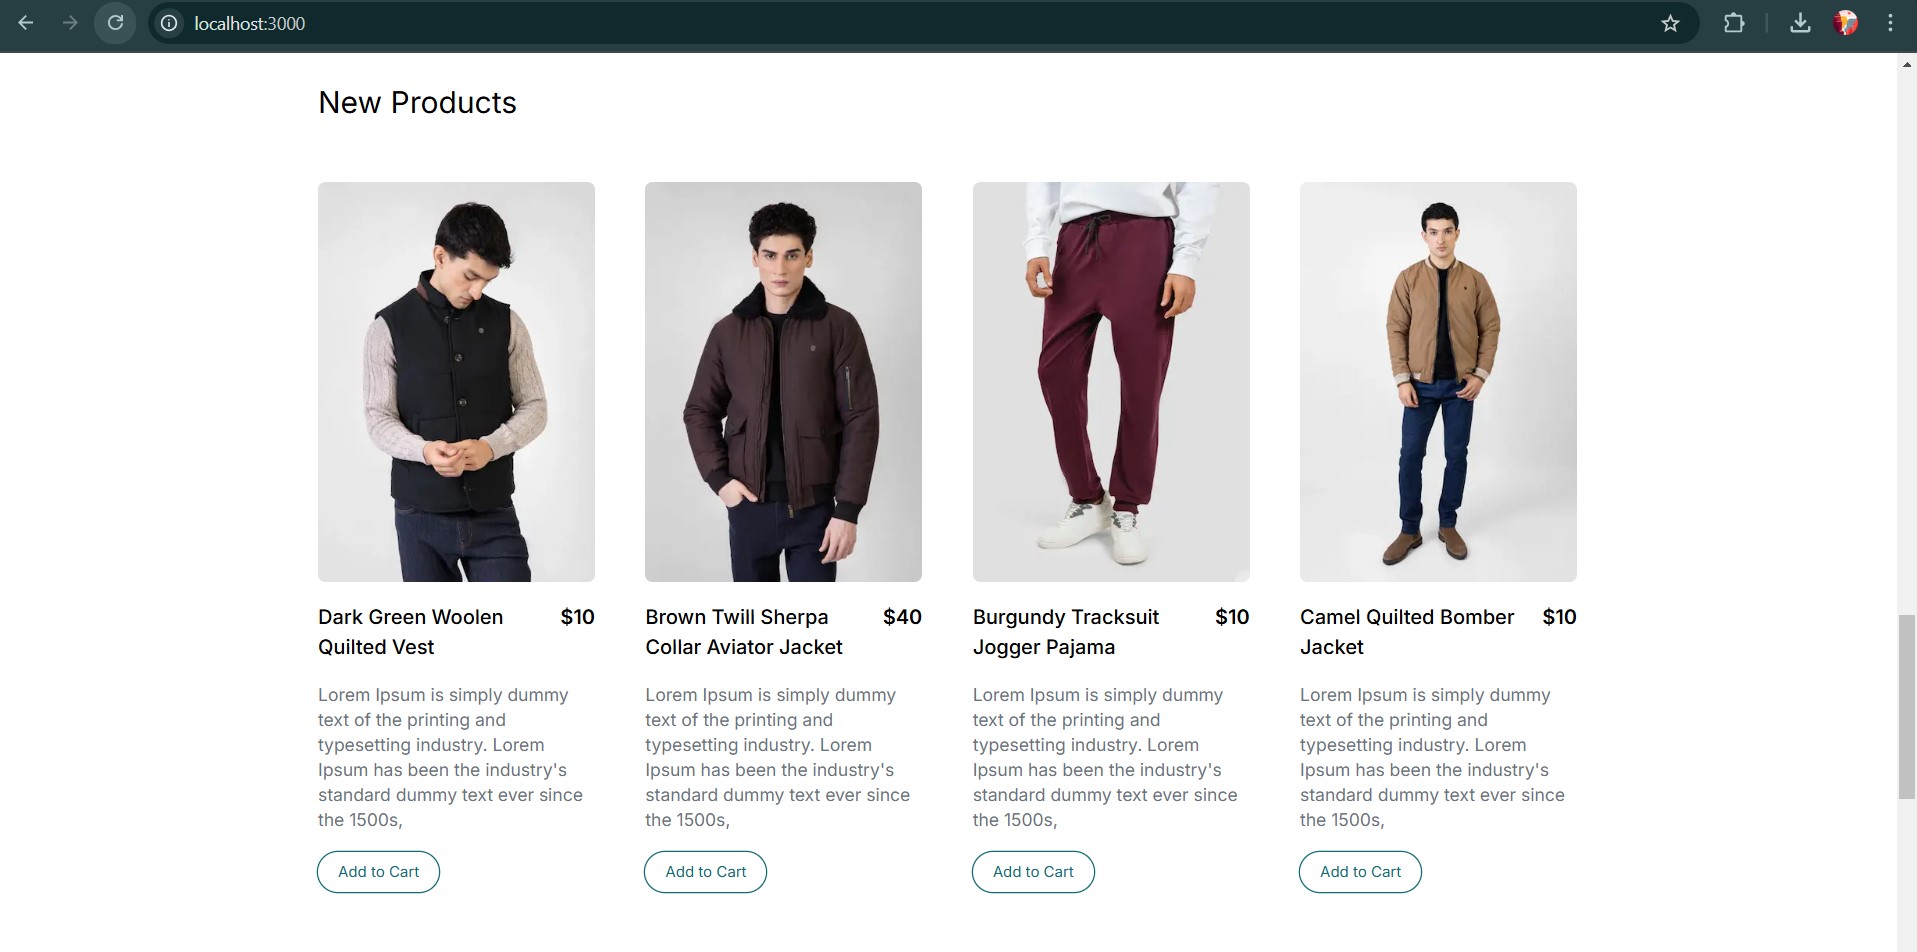 localhost:3000
New Products
Dark Green Woolen
Quilted Vest
$10
Lorem Ipsum is simply dummy
text of the printing and
typesetting industry. Lorem
Ipsum has been the industry's
standard dummy text ever since
the 1500s,
Add to Cart
Brown Twill Sherpa
Collar Aviator Jacket
$40
Lorem Ipsum is simply dummy
text of the printing and
typesetting industry. Lorem
Ipsum has been the industry's
standard dummy text ever since
the 1500s,
Add to Cart
Burgundy Tracksuit
Jogger Pajama
$10
Lorem Ipsum is simply dummy
text of the printing and
typesetting industry. Lorem
Ipsum has been the industry's
standard dummy text ever since
the 1500s,
Add to Cart
Camel Quilted Bomber
Jacket
$10
Lorem Ipsum is simply dummy
text of the printing and
typesetting industry. Lorem
Ipsum has been the industry's
standard dummy text ever since
the 1500s,
Add to Cart